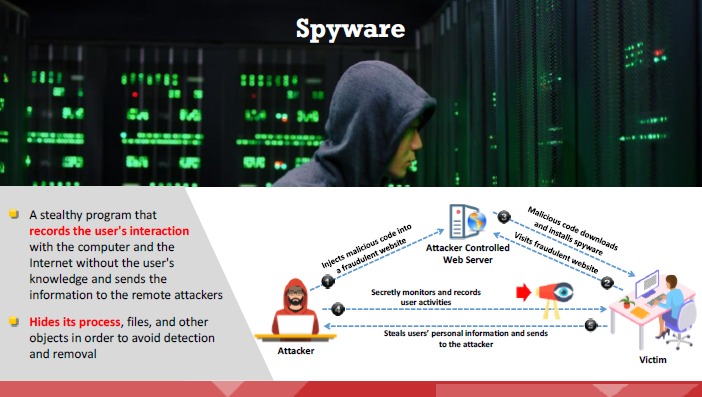 Spyware
A stealthy program that
records the user's interaction
with the computer and the
Internet without the user's
knowledge and sends the
information to the remote attackers
Hides its process, files, and other
objects in order to avoid detection
and removal
Injects malicious code into
a fraudulent website
1
Attacker Controlled
Web Server
3
Malicious code downloads
and installs spyware
Visits fraudulent website
2
4
Secretly monitors and records
user activities
5
Steals users' personal information and sends
to the attacker
Attacker
Victim